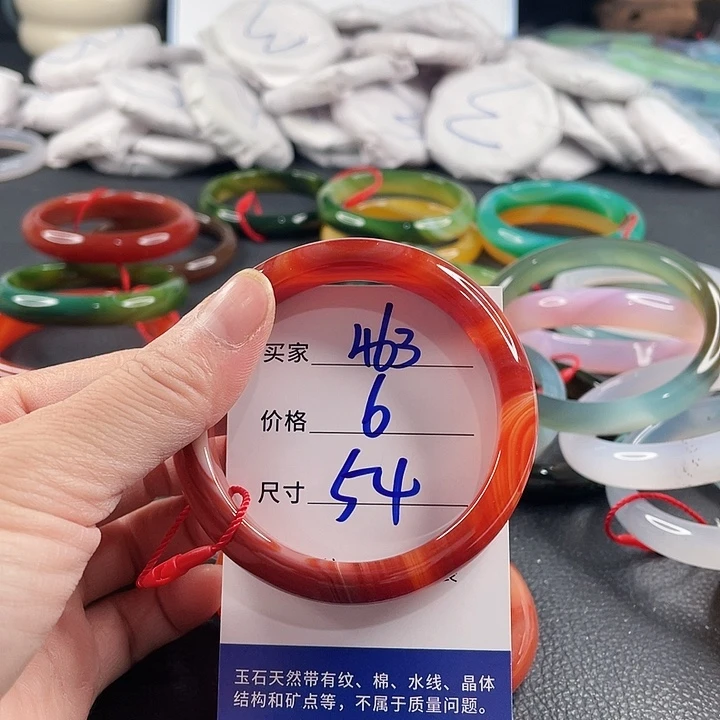 买家 463
价格 6
尺寸 54
玉石天然带有纹、棉、水线、晶体
结构和矿点等，不属于质量问题。